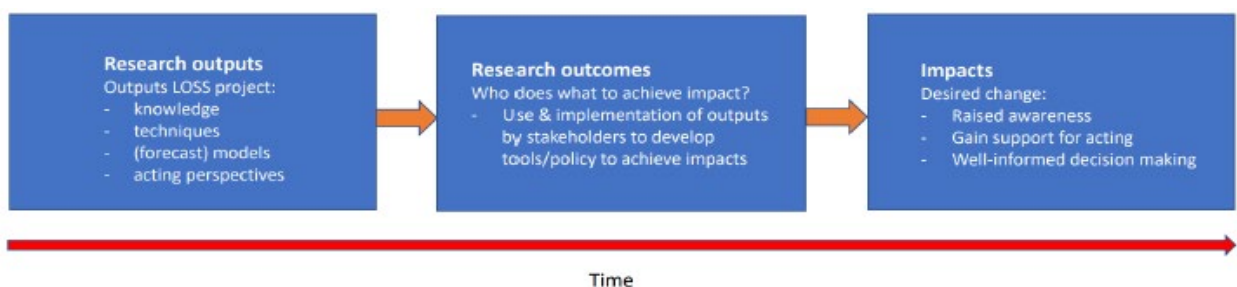 Research outputs
Outputs LOSS project:
- knowledge
- techniques
- (forecast) models
- acting perspectives
Research outcomes
Who does what to achieve impact?
- Use & implementation of outputs
by stakeholders to develop
tools/policy to achieve impacts
Impacts
Desired change:
- Raised awareness
- Gain support for acting
- Well-informed decision making
Time